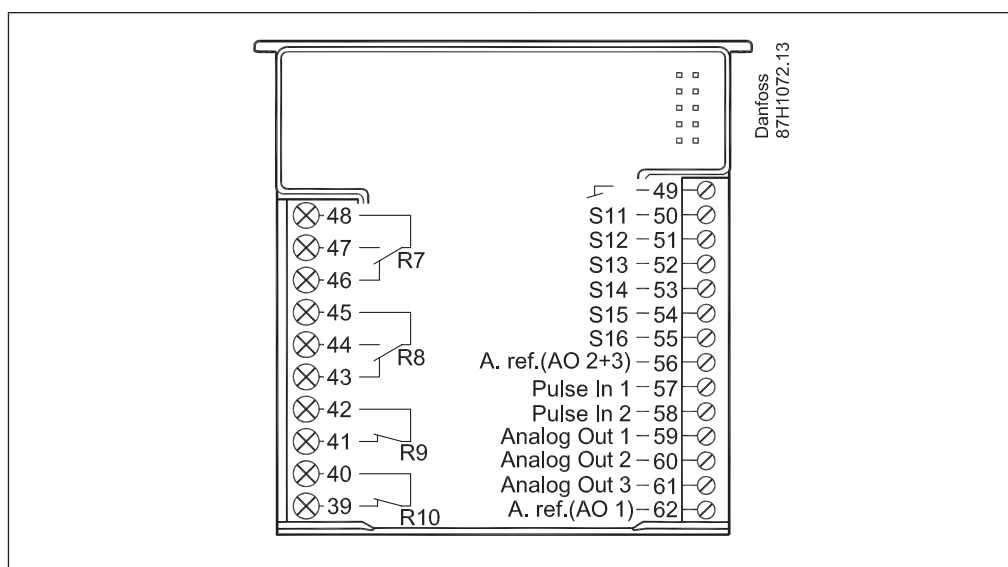 Danfoss
87H1072.13
48
47
R7
46
45
44
R8
43
42
41
R9
40
39
R10
49
S11 50
S12 51
S13 52
S14 53
S15 54
S16 55
A. ref.(AO 2+3) 56
Pulse In 1 57
Pulse In 2 58
Analog Out 1 59
Analog Out 2 60
Analog Out 3 61
A. ref.(AO 1) 62